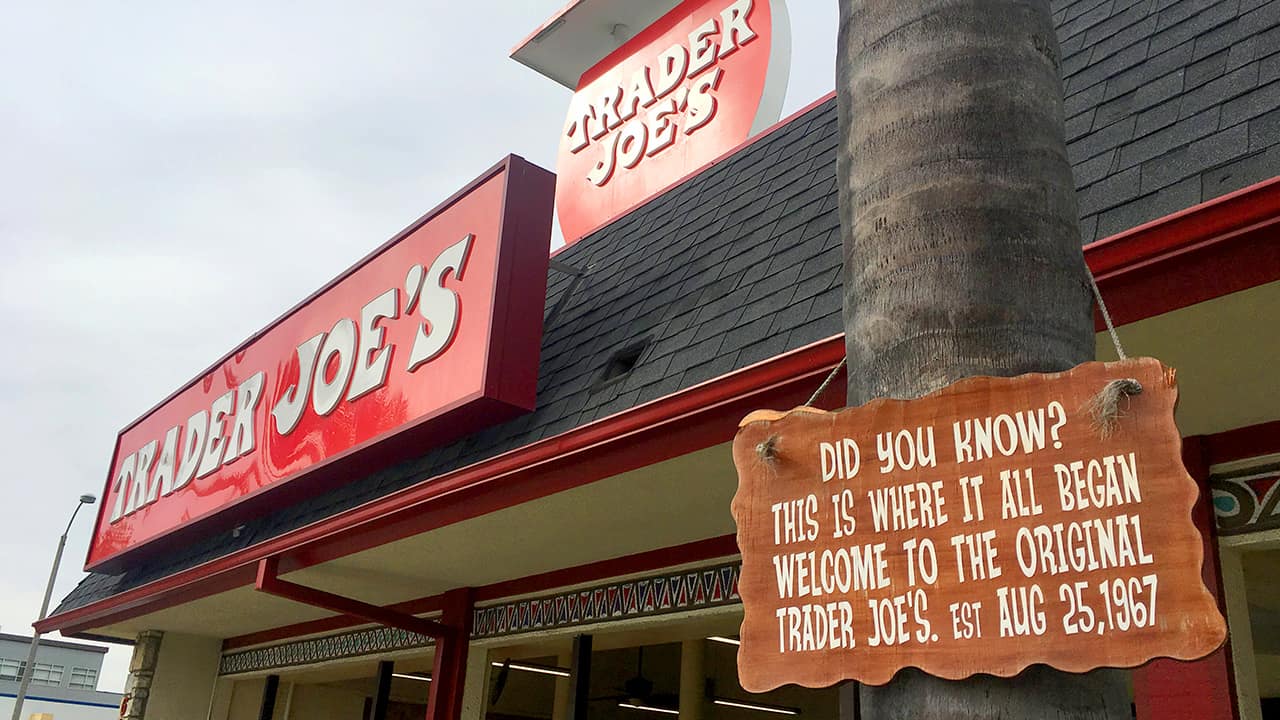 TRADER
JOE'S
TRADER JOE'S
DID YOU KNOW?
THIS IS WHERE IT ALL BEGAN
WELCOME TO THE ORIGINAL
TRADER JOE'S. EST AUG 25,1967